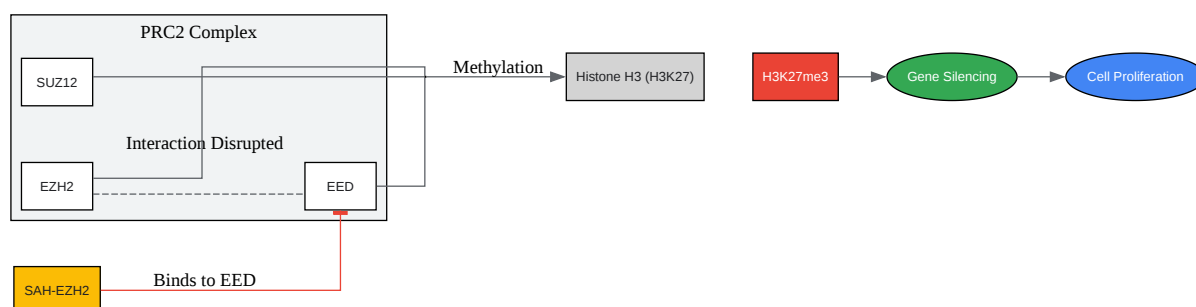 PRC2 Complex
SUZ12
Methylation
Histone H3 (H3K27)
H3K27me3
Gene Silencing
Cell Proliferation
Interaction Disrupted
EZH2
EED
Binds to EED
SAH-EZH2